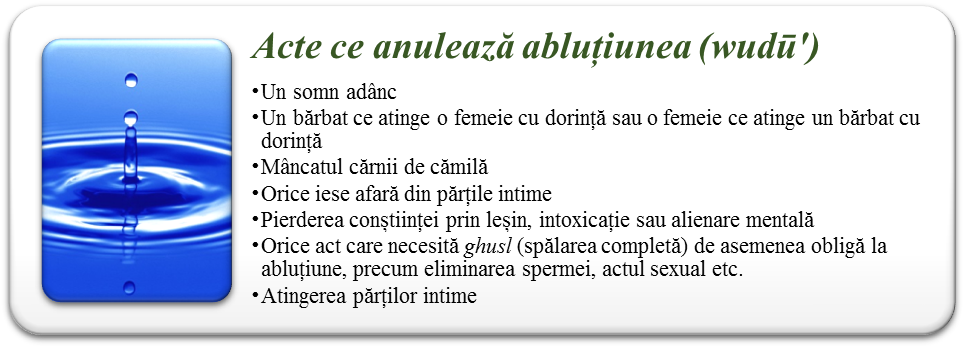 Acte ce anulează abluțiunea (wudū')
•Un somn adânc
•Un bărbat ce atinge o femeie cu dorință sau o femeie ce atinge un bărbat cu
dorință
•Mâncatul cărnii de cămilă
•Orice iese afară din părțile intime
•Pierderea conștiinței prin leșin, intoxicație sau alienare mentală
•Orice act care necesită ghusl (spălarea completă) de asemenea obligă la
abluțiune, precum eliminarea spermei, actul sexual etc.
•Atingerea părților intime